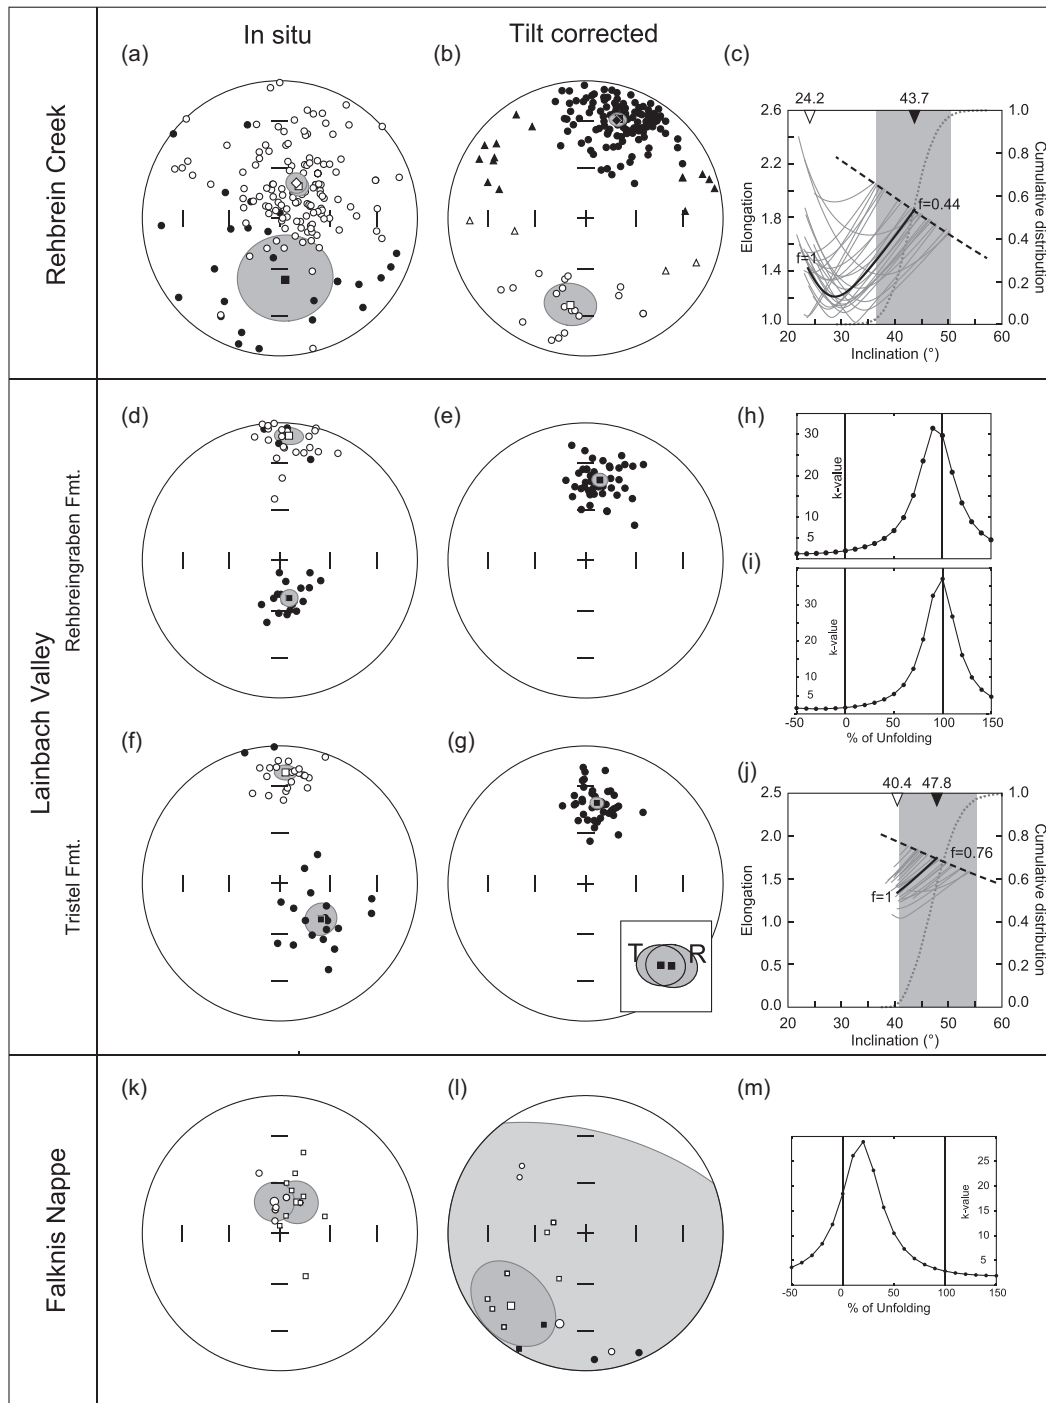 In situ
Tilt corrected
Rehbrein Creek
(a)
(b)
(c)
24.2
43.7
2.6
2.2
1.8
1.4
1.0
Elongation
f=1
f=0.44
1.0
0.8
0.6
0.4
0.2
0.0
Cumulative distribution
20 30 40 50 60
Inclination (°)
Lainbach Valley
Rehbreingraben Fmt.
(d)
(e)
(h)
30
20
10
5
k-value
(i)
30
20
10
5
k-value
-50 0 50 100 150
% of Unfolding
Tristel Fmt.
(f)
(g)
T R
(j)
40.4 47.8
2.5
2.0
1.5
1.0
0.5
0.0
Elongation
f=1
f=0.76
1.0
0.8
0.6
0.4
0.2
0.0
Cumulative distribution
20 30 40 50 60
Inclination (°)
Falknis Nappe
(k)
(l)
(m)
25
20
15
10
5
k-value
-50 0 50 100 150
% of Unfolding